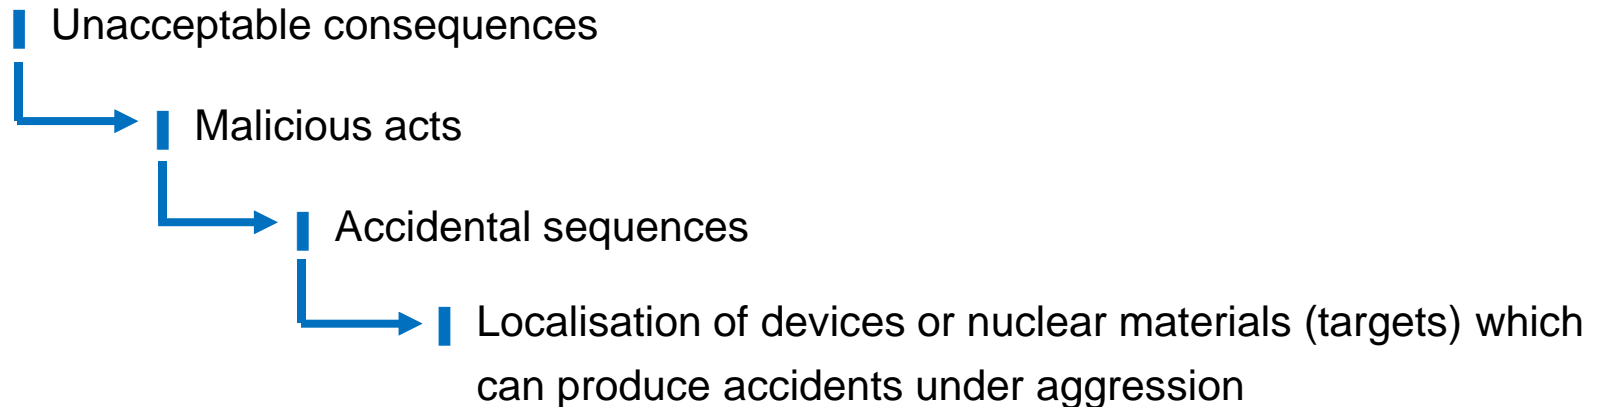 Unacceptable consequences
Malicious acts
Accidental sequences
Localisation of devices or nuclear materials (targets) which
can produce accidents under aggression